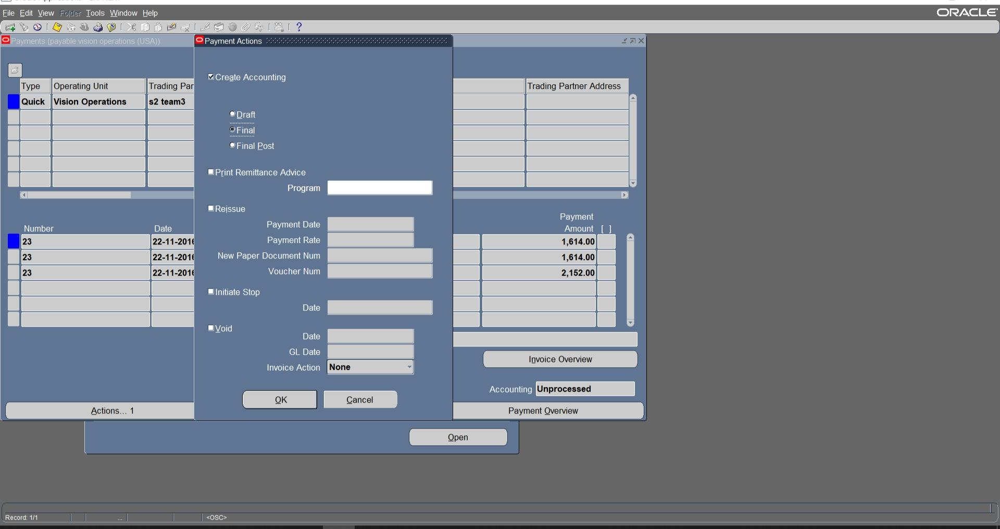 File Edit View Folder Tools Window Help
ORACLE
Payments (payable vision operations (USA))
Payment Actions
Create Accounting
Type Operating Unit Trading Par Trading Partner Address
Quick Vision Operations s2 team3
Draft
Final
Final Post
Print Remittance Advice
Program
Reissue
Payment Date
Payment
Number Date Amount [ ]
23 22-11-2016 1,614.00
Payment Rate
23 22-11-2016 1,614.00
New Paper Document Num
23 22-11-2016 2,152.00
Voucher Num
Initiate Stop
Date
Void
Date
GL Date
Invoice Action None
Invoice Overview
Accounting Unprocessed
OK Cancel
Actions... 1 Payment Overview
Open
Record: 1/1 ... <OSC>